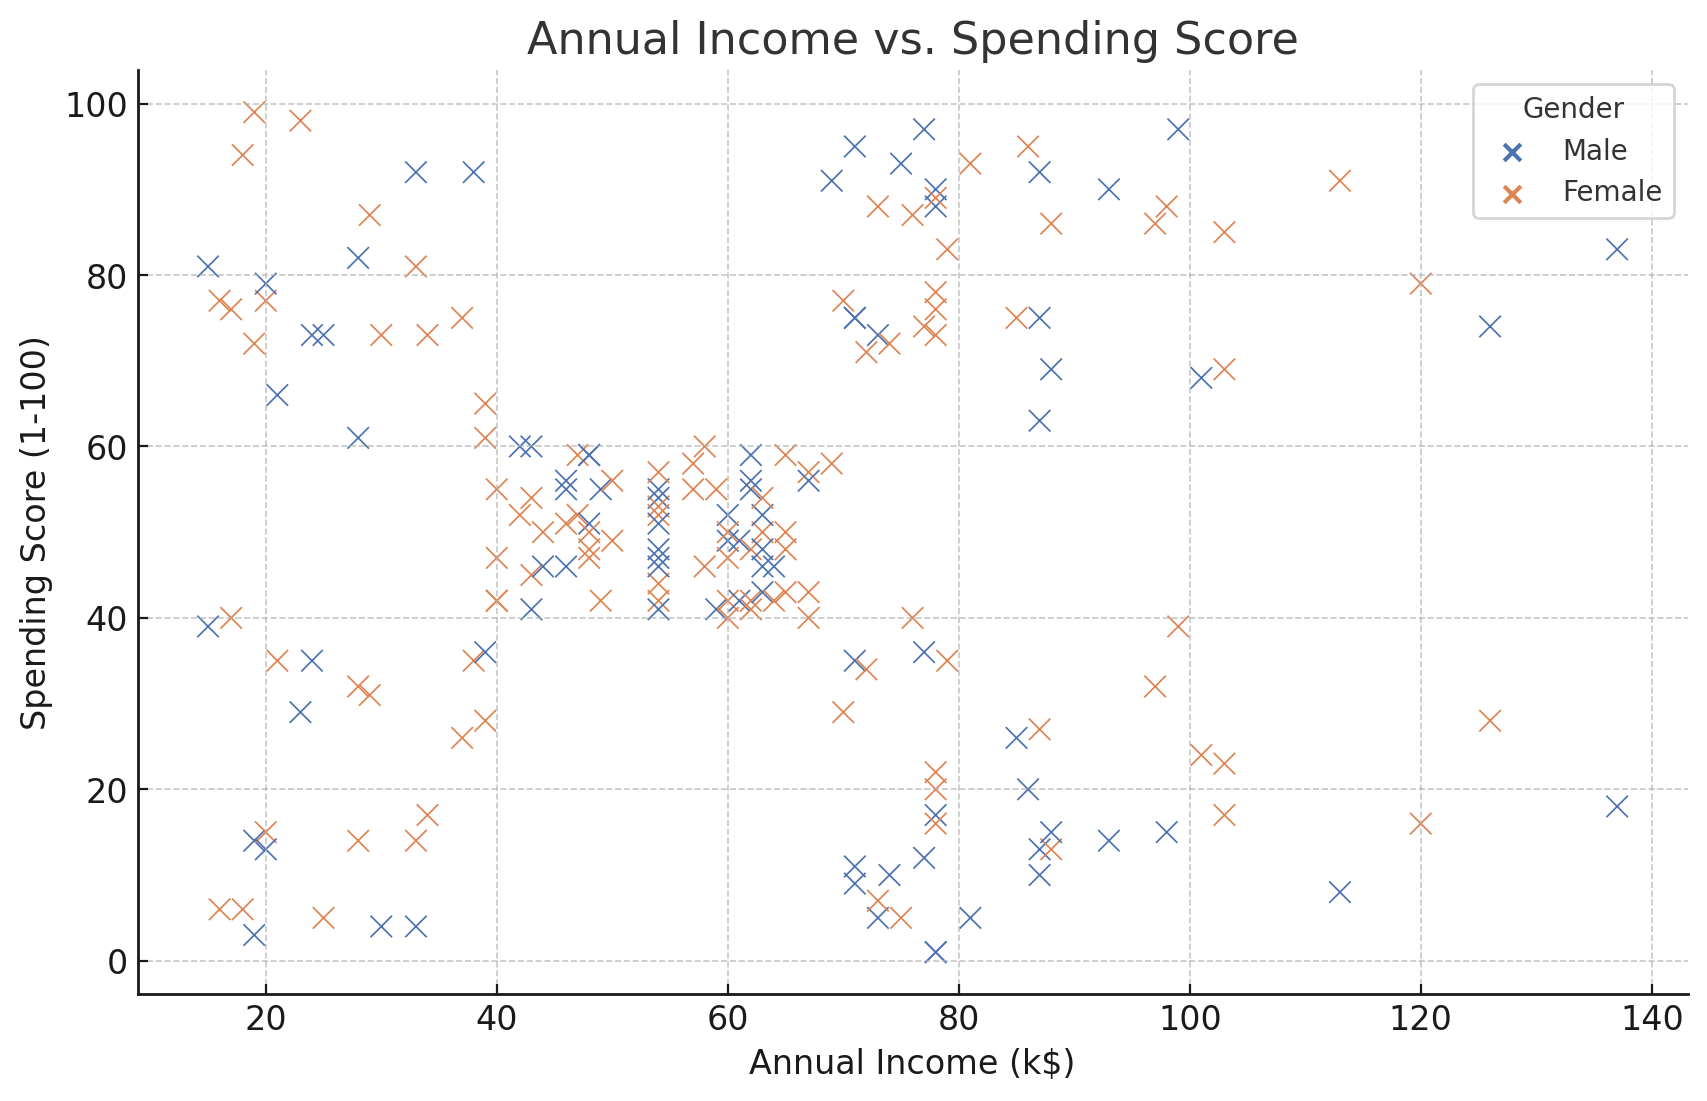 Annual Income vs. Spending Score
Gender
Male
Female
100
80
60
40
20
0
Spending Score (1-100)
20 40 60 80 100 120 140
Annual Income (k$)